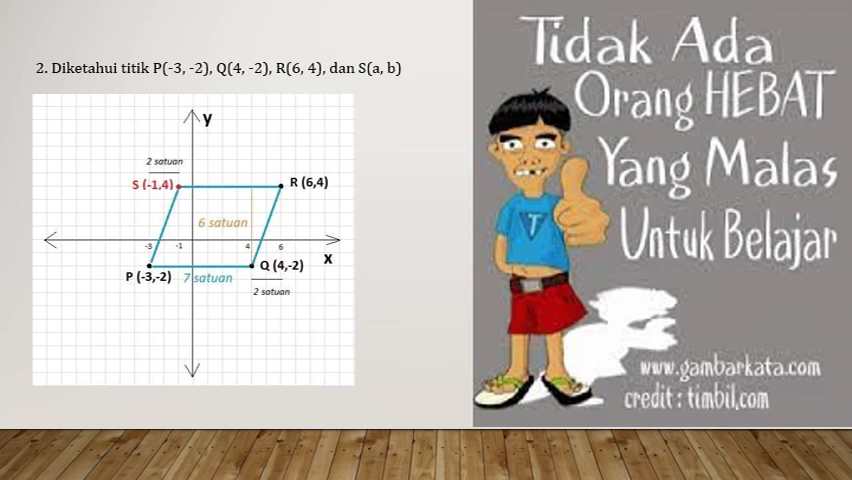 2. Diketahui titik P(-3, -2), Q(4, -2), R(6, 4), dan S(a, b)
y
2 satuan
S (-1,4)
R (6,4)
6 satuan
-3
-1
4
6
x
P (-3,-2)
7 satuan
Q (4,-2)
2 satuan
Tidak Ada
Orang HEBAT
Yang Malas
Untuk Belajar
T
www.gambarkata.com
credit : timbil.com